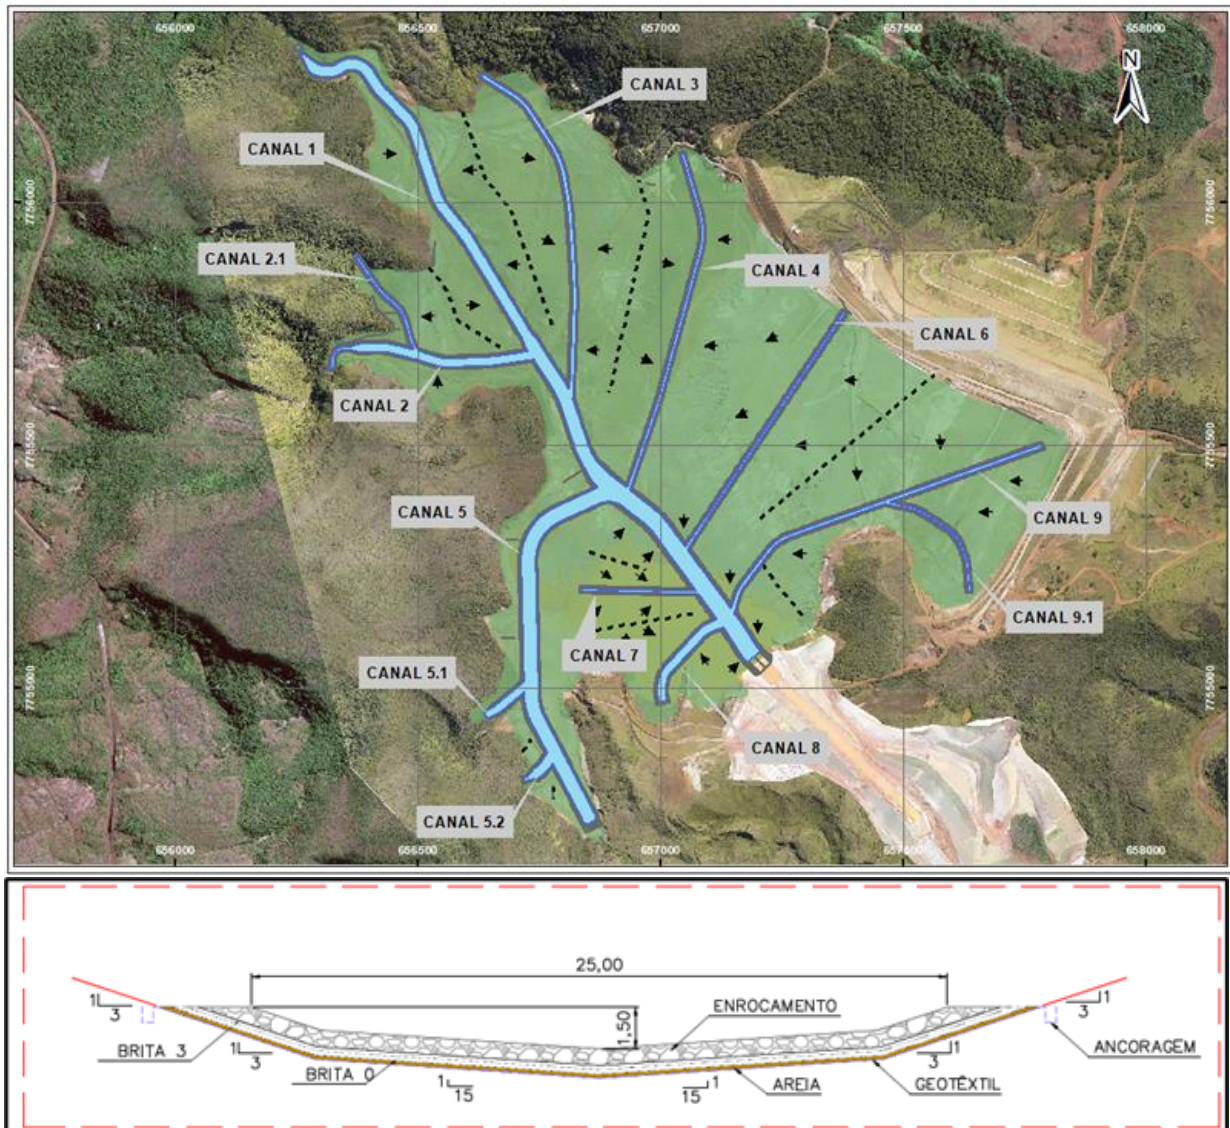 656000
656500
657000
657500
658000
N
CANAL 3
CANAL 1
7756000
7756000
CANAL 2.1
CANAL 4
CANAL 6
CANAL 2
7755500
7755500
CANAL 5
CANAL 9
CANAL 9.1
CANAL 7
CANAL 5.1
7755000
7755000
CANAL 8
CANAL 5.2
656000
656500
657000
657500
658000
25,00
1
3
ENROCAMENTO
1,50
1
3
BRITA 3
1
3
BRITA 0
1
15
1
15
AREIA
1
3
GEOTÊXTIL
ANCORAGEM